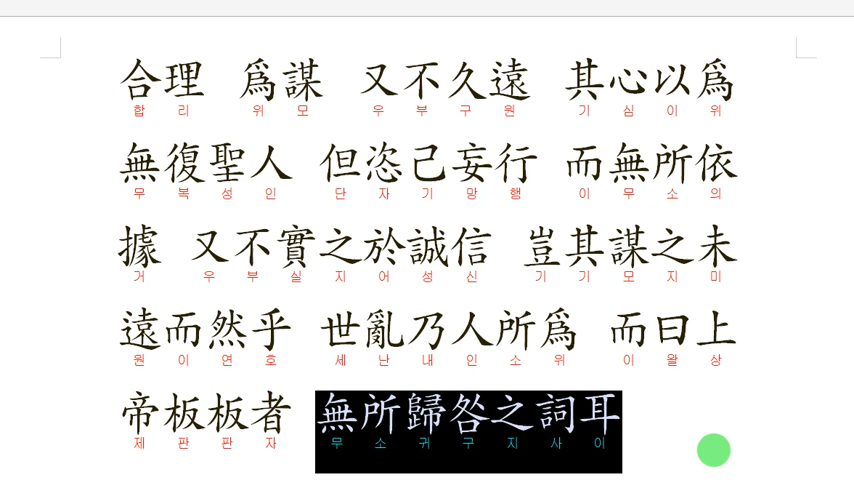 合理 爲謀 又不久遠 其心以爲
합리 위모 우부구원 기심이위
無復聖人 但恣己妄行 而無所依
무복성인 단자기망행 이무소의
據 又不實之於誠信 豈其謀之未
거 우부실지어성신 기기모지미
遠而然乎 世亂乃人所爲 而曰上
원이연호 세난내인소위 이왈상
帝板板者 無所歸咎之詞耳
제판판자 무소귀구지사이